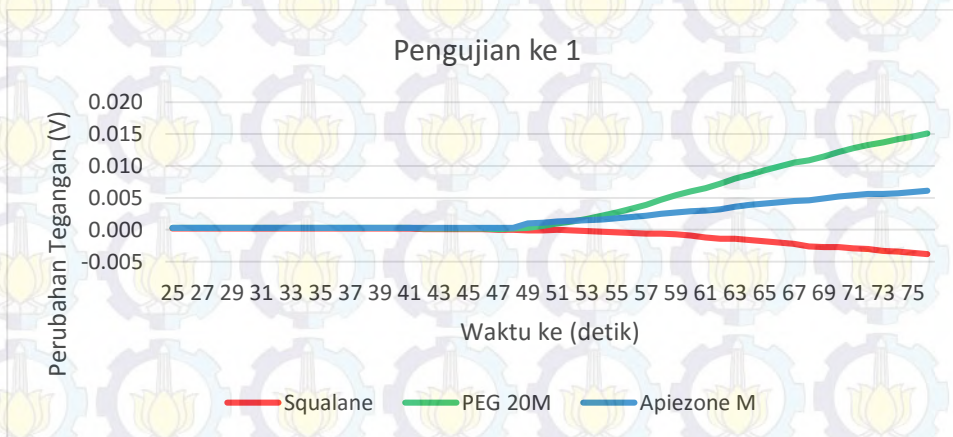 Pengujian ke 1
Perubahan Tegangan (V)
0.020
0.015
0.010
0.005
0.000
-0.005
25 27 29 31 33 35 37 39 41 43 45 47 49 51 53 55 57 59 61 63 65 67 69 71 73 75
Waktu ke (detik)
Squalane PEG 20M Apiezone M